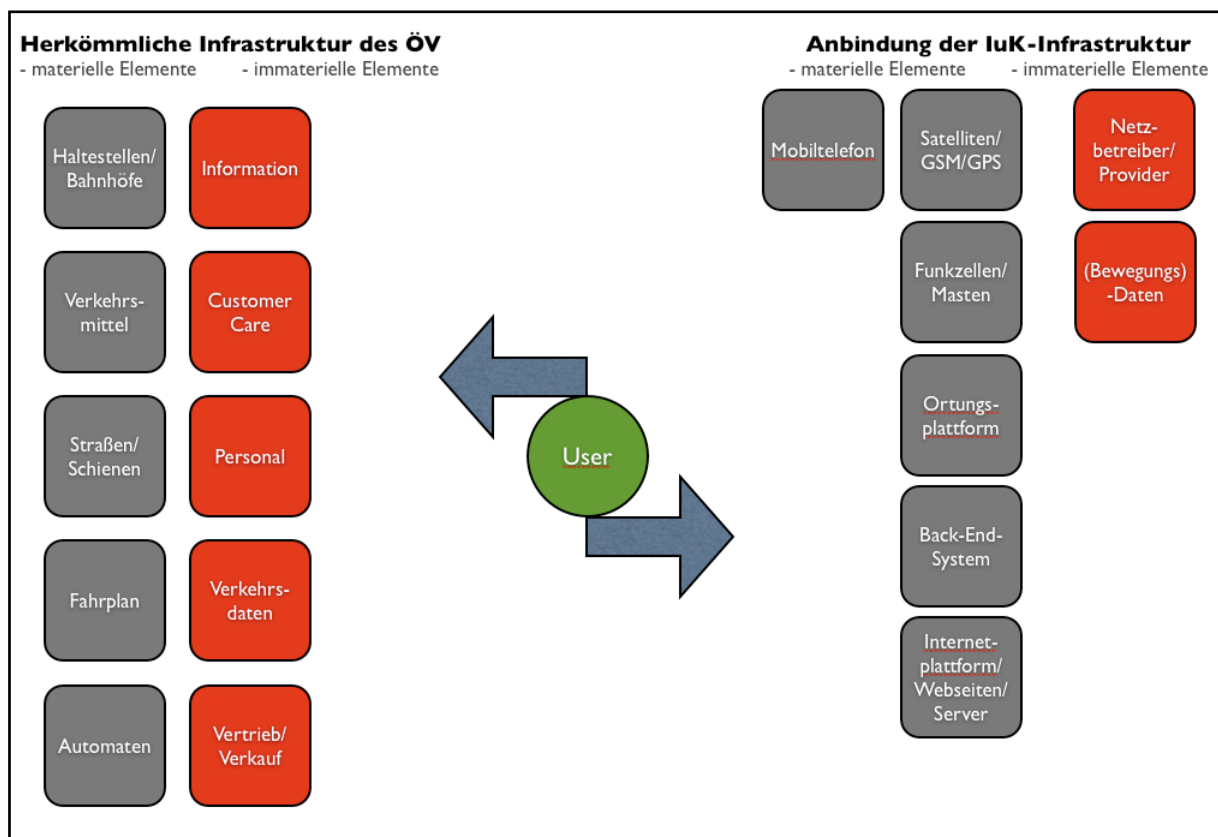 Herkömmliche Infrastruktur des ÖV
- materielle Elemente - immaterielle Elemente
Haltestellen/
Bahnhöfe
Information
Verkehrs-
mittel
Customer
Care
Straßen/
Schienen
Personal
Fahrplan
Verkehrs-
daten
Automaten
Vertrieb/
Verkauf
User
Anbindung der IuK-Infrastruktur
- materielle Elemente - immaterielle Elemente
Mobiltelefon
Satelliten/
GSM/GPS
Netz-
betreiber/
Provider
Funkzellen/
Masten
(Bewegungs)
-Daten
Ortungs-
plattform
Back-End-
System
Internet-
plattform/
Webseiten/
Server